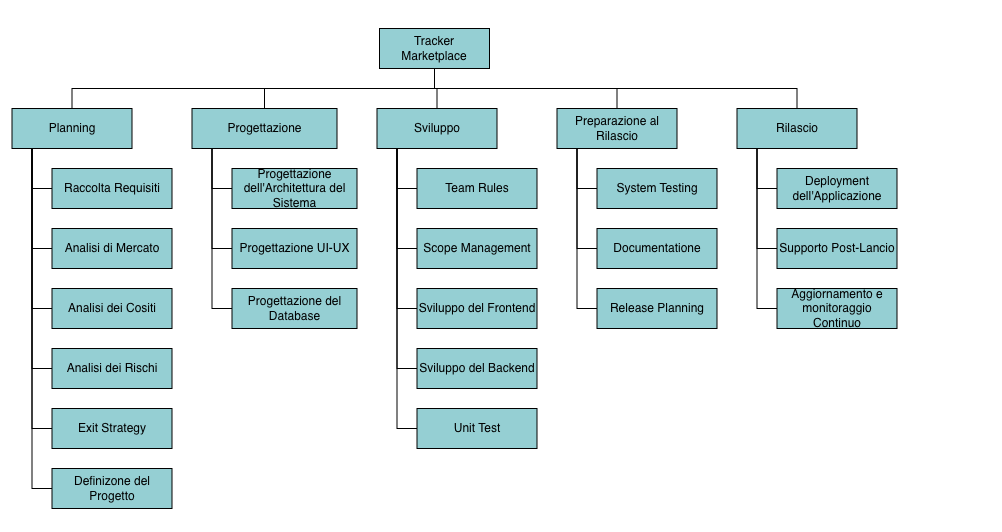 Tracker
Marketplace
Planning
Progettazione
Sviluppo
Preparazione al
Rilascio
Rilascio
Raccolta Requisiti
Analisi di Mercato
Analisi dei Cositi
Analisi dei Rischi
Exit Strategy
Definizone del
Progetto
Progettazione
dell'Architettura del
Sistema
Progettazione UI-UX
Progettazione del
Database
Team Rules
Scope Management
Sviluppo del Frontend
Sviluppo del Backend
Unit Test
System Testing
Documentatione
Release Planning
Deployment
dell'Applicazione
Supporto Post-Lancio
Aggiornamento e
monitoraggio
Continuo